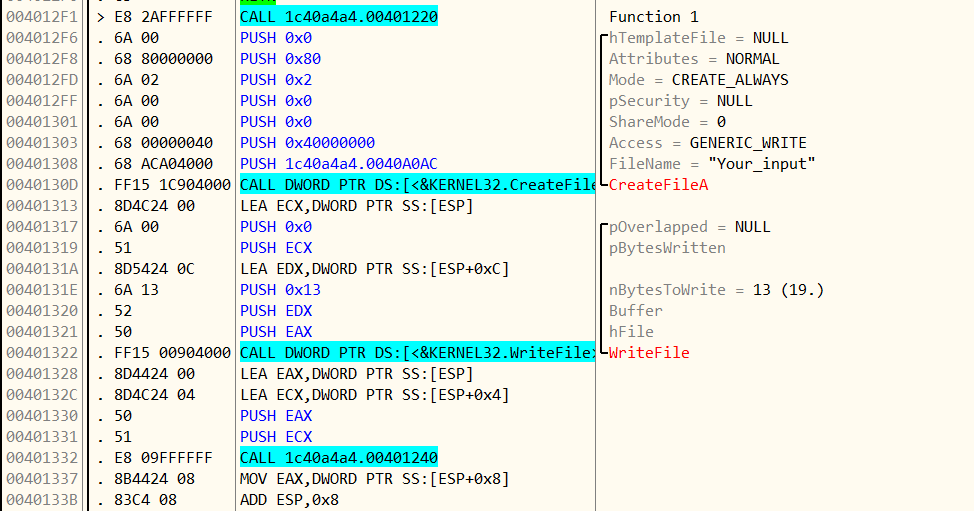 004012F1 > E8 2AFFFFFF CALL 1c40a4a4.00401220 Function 1
004012F6 . 6A 00 PUSH 0x0 hTemplateFile = NULL
004012F8 . 68 80000000 PUSH 0x80 Attributes = NORMAL
004012FD . 6A 02 PUSH 0x2 Mode = CREATE_ALWAYS
004012FF . 6A 00 PUSH 0x0 pSecurity = NULL
00401301 . 6A 00 PUSH 0x0 ShareMode = 0
00401303 . 68 00000040 PUSH 0x40000000 Access = GENERIC_WRITE
00401308 . 68 ACA04000 PUSH 1c40a4a4.0040A0AC FileName = "Your_input"
0040130D . FF15 1C904000 CALL DWORD PTR DS:[<&KERNEL32.CreateFile CreateFileA
00401313 . 8D4C24 00 LEA ECX,DWORD PTR SS:[ESP]
00401317 . 6A 00 PUSH 0x0 pOverlapped = NULL
00401319 . 51 PUSH ECX pBytesWritten
0040131A . 8D5424 0C LEA EDX,DWORD PTR SS:[ESP+0xC]
0040131E . 6A 13 PUSH 0x13 nBytesToWrite = 13 (19.)
00401320 . 52 PUSH EDX Buffer
00401321 . 50 PUSH EAX hFile
00401322 . FF15 00904000 CALL DWORD PTR DS:[<&KERNEL32.WriteFile> WriteFile
00401328 . 8D4424 00 LEA EAX,DWORD PTR SS:[ESP]
0040132C . 8D4C24 04 LEA ECX,DWORD PTR SS:[ESP+0x4]
00401330 . 50 PUSH EAX
00401331 . 51 PUSH ECX
00401332 . E8 09FFFFFF CALL 1c40a4a4.00401240
00401337 . 8B4424 08 MOV EAX,DWORD PTR SS:[ESP+0x8]
0040133B . 83C4 08 ADD ESP,0x8